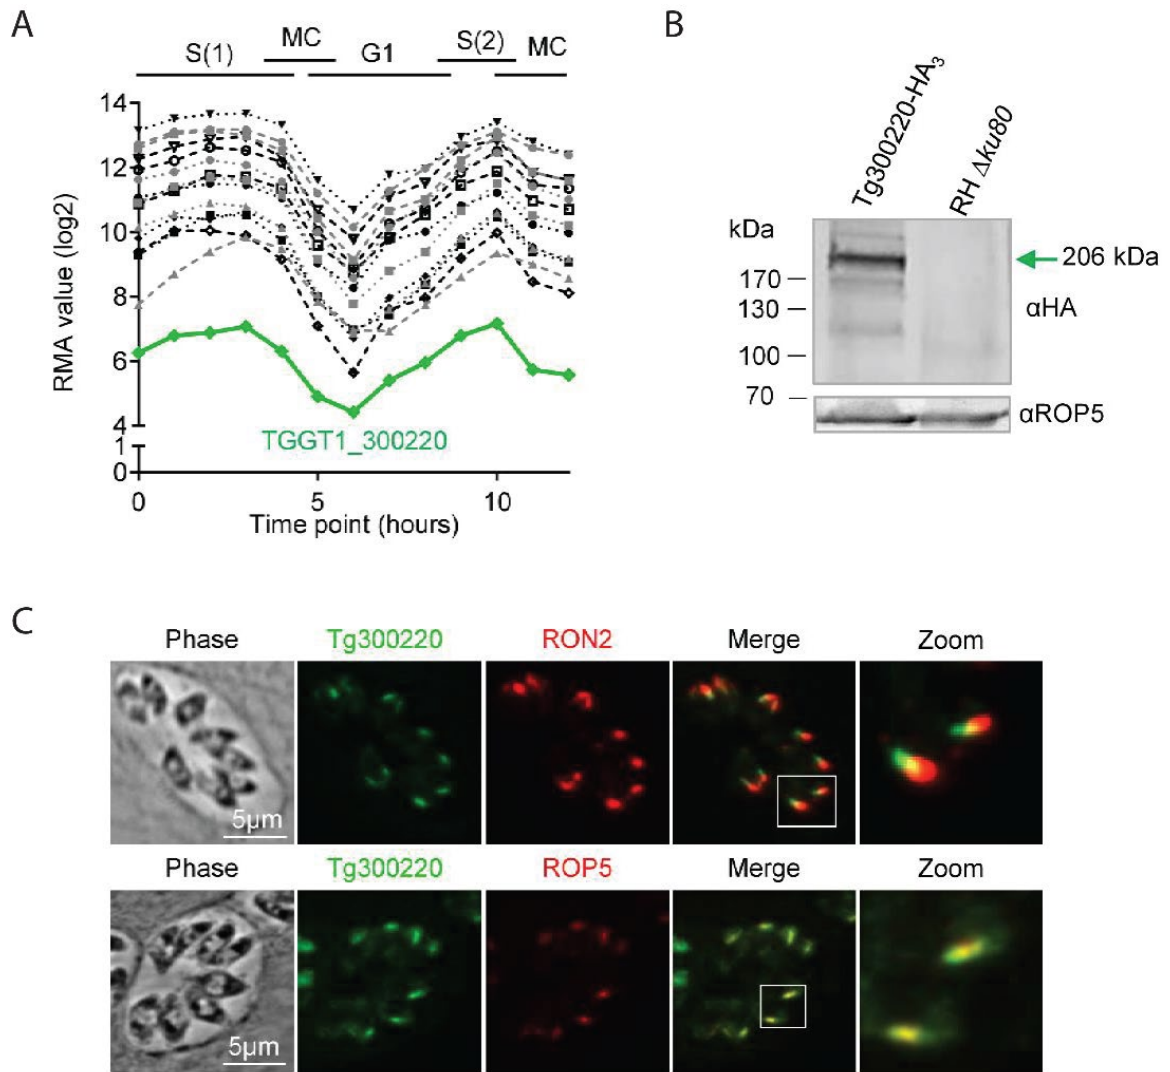 A
S(1) MC G1 S(2) MC
RMA value (log2)
14
12
10
8
6
4
1
0
TGGT1_300220
0 5 10
Time point (hours)
B
Tg300220-HA3
RH Δku80
kDa
170
130
100
70
206 kDa
αHA
αROP5
C
Phase Tg300220 RON2 Merge Zoom
5µm
Phase Tg300220 ROP5 Merge Zoom
5µm